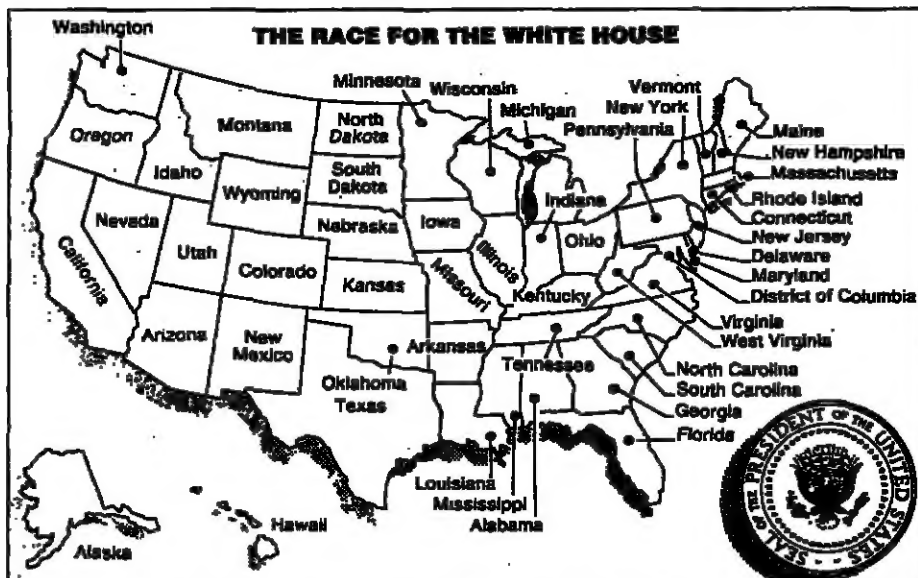 THE RACE FOR THE WHITE HOUSE
Washington
Oregon
California
Nevada
Idaho
Montana
Wyoming
Utah
Colorado
Arizona
New
Mexico
North
Dakota
South
Dakota
Nebraska
Kansas
Oklahoma
Texas
Minnesota
Iowa
Missouri
Arkansas
Louisiana
Wisconsin
Illinois
Michigan
Indiana
Ohio
Kentucky
Tennessee
Mississippi
Alabama
Vermont
New York
Pennsylvania
Maine
New Hampshire
Massachusetts
Rhode Island
Connecticut
New Jersey
Delaware
Maryland
District of Columbia
Virginia
West Virginia
North Carolina
South Carolina
Georgia
Florida
Alaska
Hawaii
SEAL OF THE PRESIDENT OF THE UNITED STATES